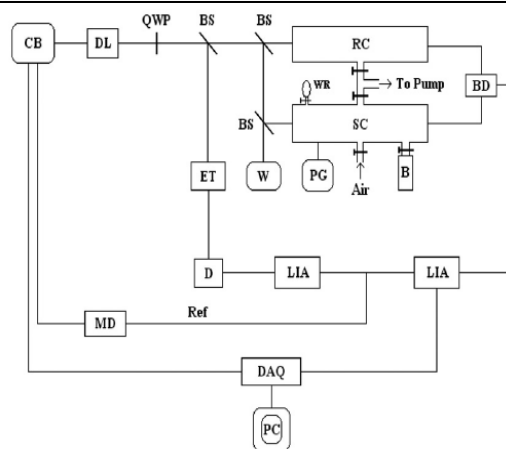 QWP BS BS
CB DL RC
To Pump BD
WR
BS SC
ET W PG B
Air
D LIA LIA
MD Ref
DAQ
PC